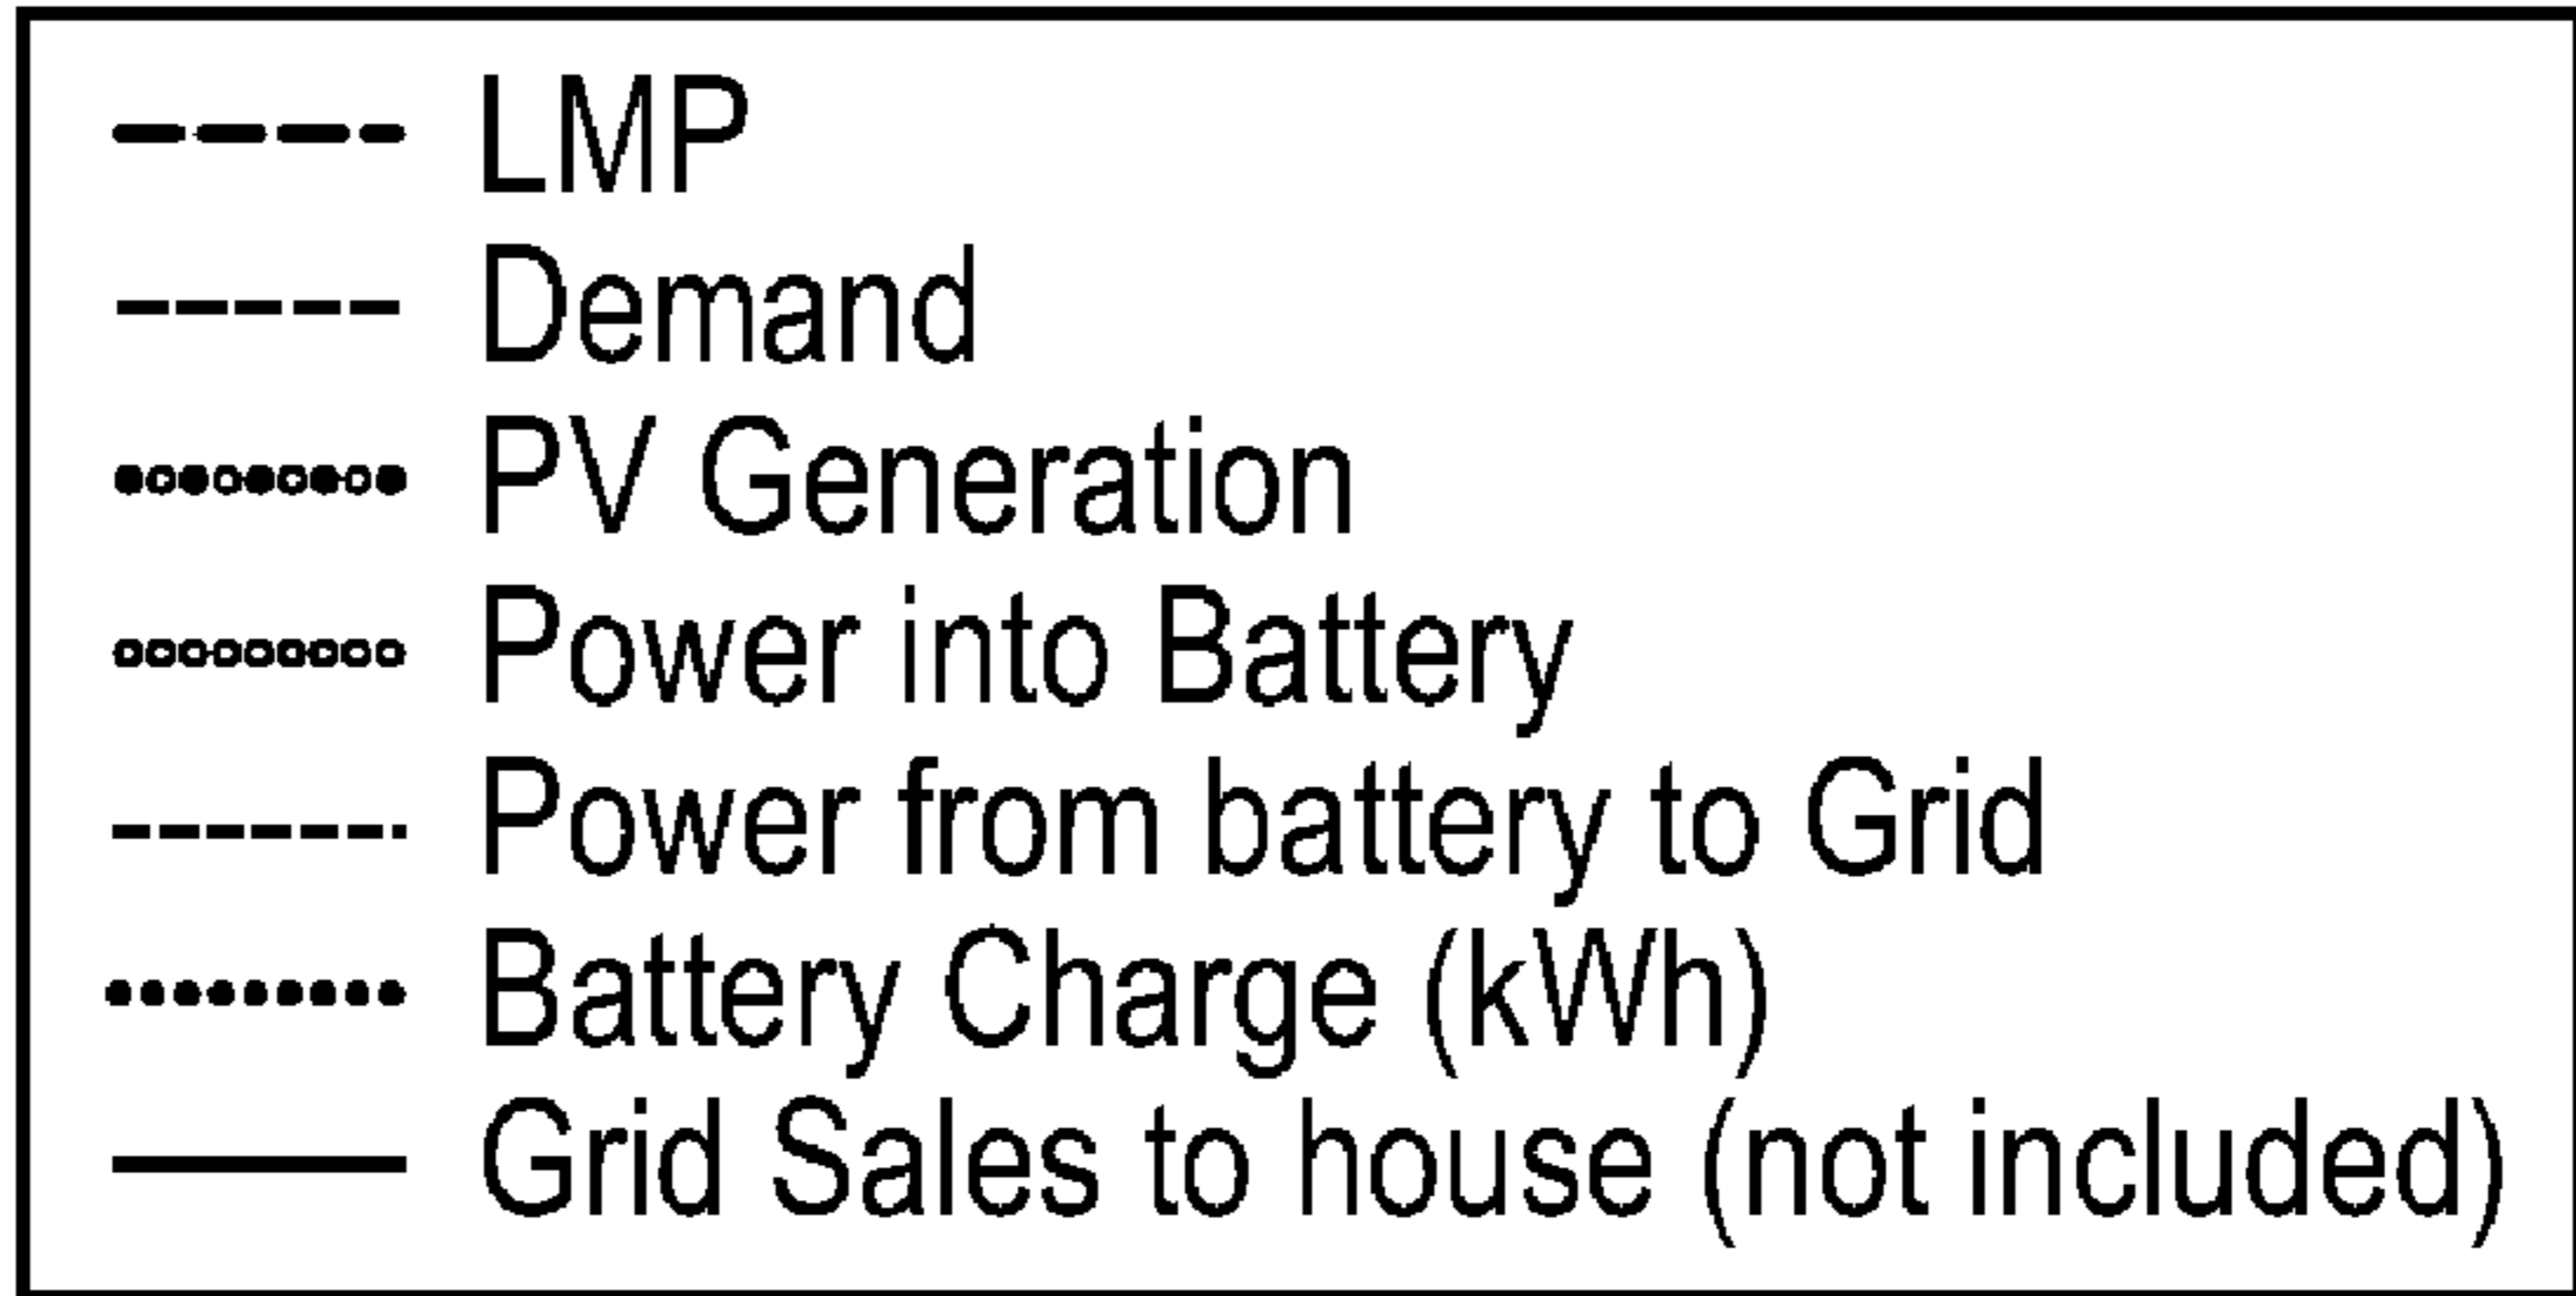 LMP
Demand
PV Generation
Power into Battery
Power from battery to Grid
Battery Charge (kWh)
Grid Sales to house (not included)